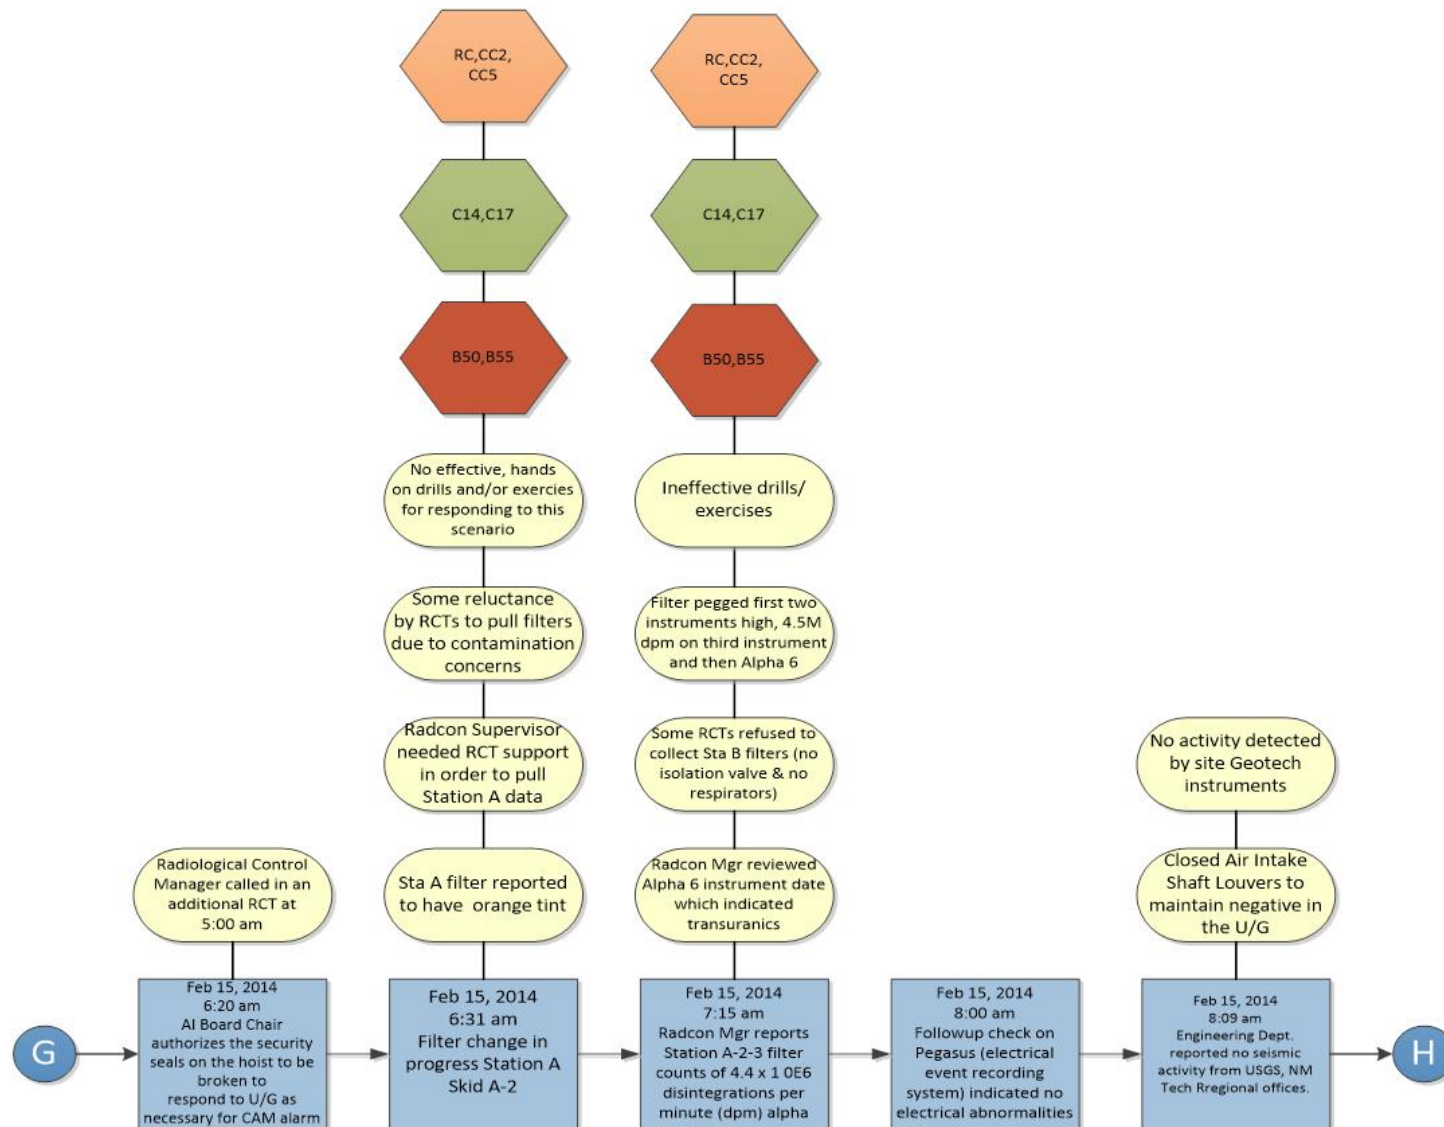 RC,CC2,
CC5
C14,C17
B50,B55
No effective, hands
on drills and/or exercies
for responding to this
scenario
Some reluctance
by RCTs to pull filters
due to contamination
concerns
Radcon Supervisor
needed RCT support
in order to pull
Station A data
Sta A filter reported
to have orange tint
RC,CC2,
CC5
C14,C17
B50,B55
Ineffective drills/
exercises
Filter pegged first two
instruments high, 4.5M
dpm on third instrument
and then Alpha 6
Some RCTs refused to
collect Sta B filters (no
isolation valve & no
respirators)
Radcon Mgr reviewed
Alpha 6 instrument date
which indicated
transuranics
No activity detected
by site Geotech
instruments
Closed Air Intake
Shaft Louvers to
maintain negative in
the U/G
Radiological Control
Manager called in an
additional RCT at
5:00 am
G
Feb 15, 2014
6:20 am
AI Board Chair
authorizes the security
seals on the hoist to be
broken to
respond to U/G as
necessary for CAM alarm
Feb 15, 2014
6:31 am
Filter change in
progress Station A
Skid A-2
Feb 15, 2014
7:15 am
Radcon Mgr reports
Station A-2-3 filter
counts of 4.4 x 1 0E6
disintegrations per
minute (dpm) alpha
Feb 15, 2014
8:00 am
Followup check on
Pegasus (electrical
event recording
system) indicated no
electrical abnormalities
Feb 15, 2014
8:09 am
Engineering Dept.
reported no seismic
activity from USGS, NM
Tech Rregional offices.
H